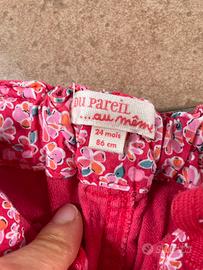 DU PAREIL
...au même
24 mois
86 cm